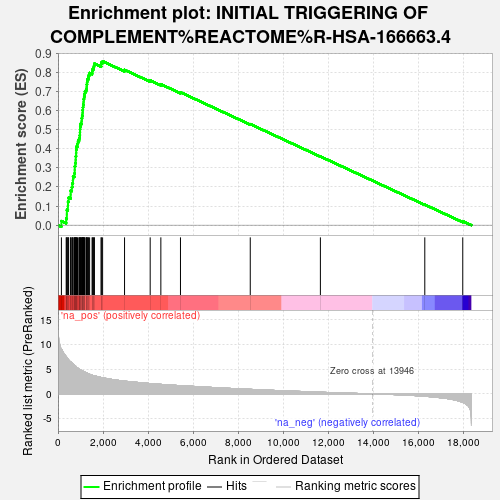 Enrichment plot: INITIAL TRIGGERING OF
COMPLEMENT%REACTOME%R-HSA-166663.4
Enrichment score (ES)
0.9
0.8
0.7
0.6
0.5
0.4
0.3
0.2
0.1
0.0
'na_pos' (positively correlated)
Ranked list metric (PreRanked)
15
10
5
0
-5
Zero cross at 13946
'na_neg' (negatively correlated)
0 2,000 4,000 6,000 8,000 10,000 12,000 14,000 16,000 18,000
Rank in Ordered Dataset
Enrichment profile Hits Ranking metric scores